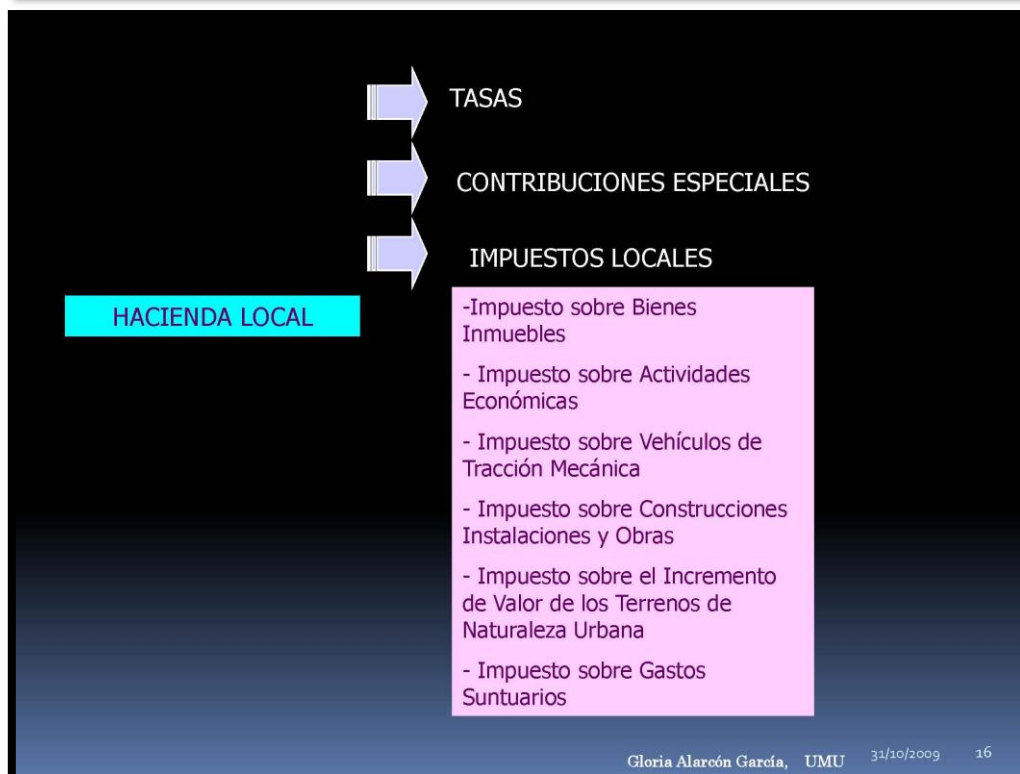 TASAS
CONTRIBUCIONES ESPECIALES
IMPUESTOS LOCALES
HACIENDA LOCAL
-Impuesto sobre Bienes
Inmuebles
- Impuesto sobre Actividades
Económicas
- Impuesto sobre Vehículos de
Tracción Mecánica
- Impuesto sobre Construcciones
Instalaciones y Obras
- Impuesto sobre el Incremento
de Valor de los Terrenos de
Naturaleza Urbana
- Impuesto sobre Gastos
Suntuarios
Gloria Alarcón García, UMU 31/10/2009 16